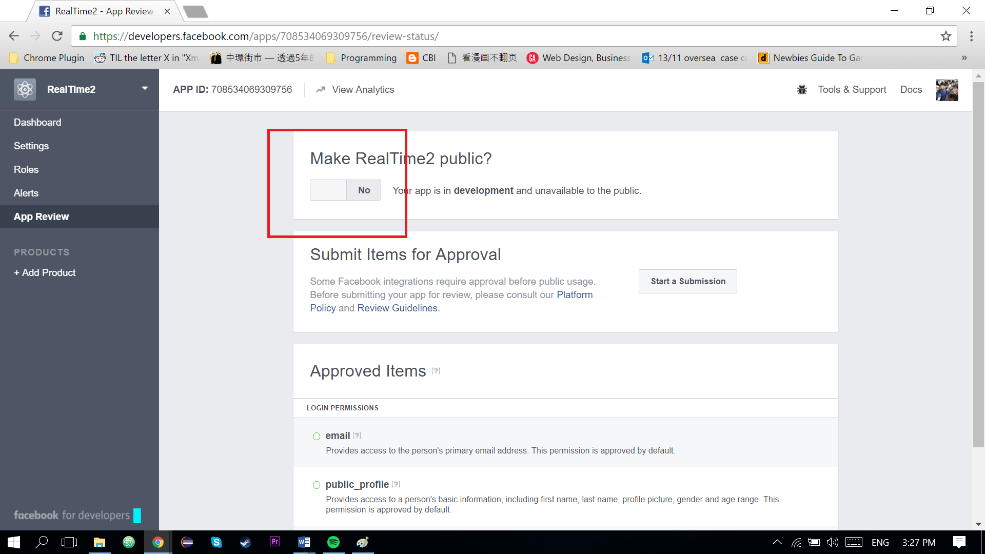 RealTime2 - App Review
https://developers.facebook.com/apps/708534069309756/review-status/
Chrome Plugin
TIL the letter X in "Xm
中環街市 — 透過5年
Programming
CBI
看漫画不翻页
Web Design, Business
13/11 oversea case c
Newbies Guide To Ga
»
RealTime2
APP ID: 708534069309756
View Analytics
Tools & Support
Docs
Dashboard
Settings
Roles
Alerts
App Review
PRODUCTS
+ Add Product
Make RealTime2 public?
No
Your app is in development and unavailable to the public.
Submit Items for Approval
Some Facebook integrations require approval before public usage.
Before submitting your app for review, please consult our Platform
Policy and Review Guidelines.
Start a Submission
Approved Items [?]
LOGIN PERMISSIONS
email [?]
Provides access to the person's primary email address. This permission is approved by default.
public_profile [?]
Provides access to a person's basic information, including first name, last name, profile picture, gender and age range. This
permission is approved by default.
facebook for developers
ENG
3:27 PM